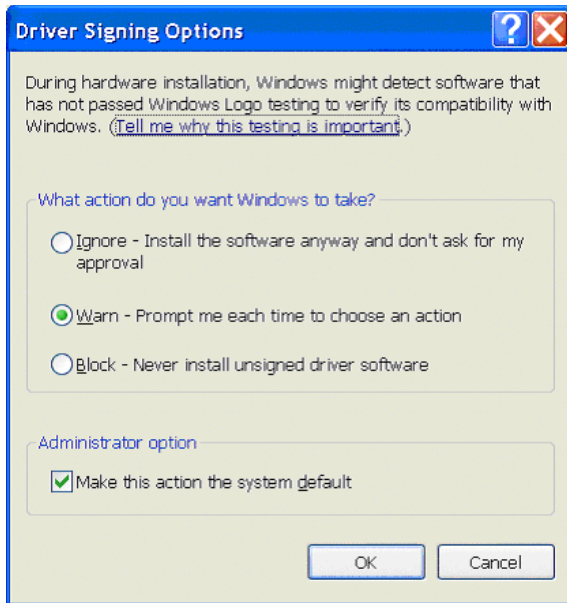 Driver Signing Options
During hardware installation, Windows might detect software that
has not passed Windows Logo testing to verify its compatibility with
Windows. (Tell me why this testing is important.)
What action do you want Windows to take?
Ignore - Install the software anyway and don't ask for my
approval
Warn - Prompt me each time to choose an action
Block - Never install unsigned driver software
Administrator option
Make this action the system default
OK Cancel